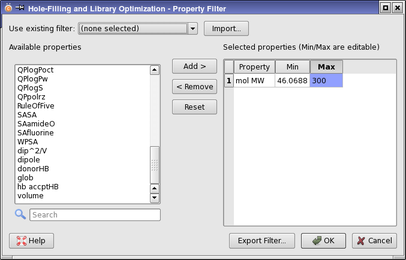 Hole-Filling and Library Optimization - Property Filler
Use existing filter: (none selected) Import...
Available properties
Selected properties (Min/Max are editable)
QPlogPoct
QPlogPw
QPlogS
QPpolrz
RuleOfFive
SASA
SAamideO
SAfluorine
WPSA
dip^2/V
dipole
donorHB
glob
hb accptHB
volume
Search
Add >
< Remove
Reset
Property Min Max
1 mol MW 46.0688 300
Help
Export Filter...
OK
Cancel